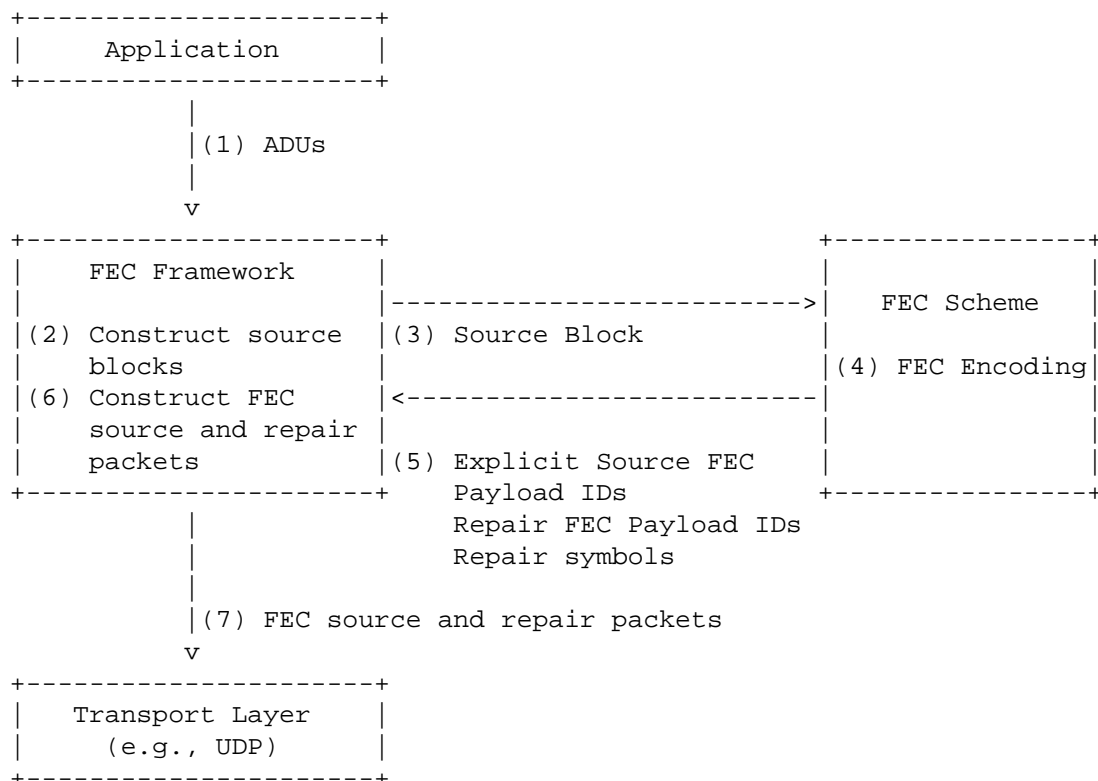 Application
(1) ADUs
FEC Framework
FEC Scheme
(2) Construct source
blocks
(3) Source Block
(4) FEC Encoding
(6) Construct FEC
source and repair
packets
(5) Explicit Source FEC
Payload IDs
Repair FEC Payload IDs
Repair symbols
(7) FEC source and repair packets
Transport Layer
(e.g., UDP)